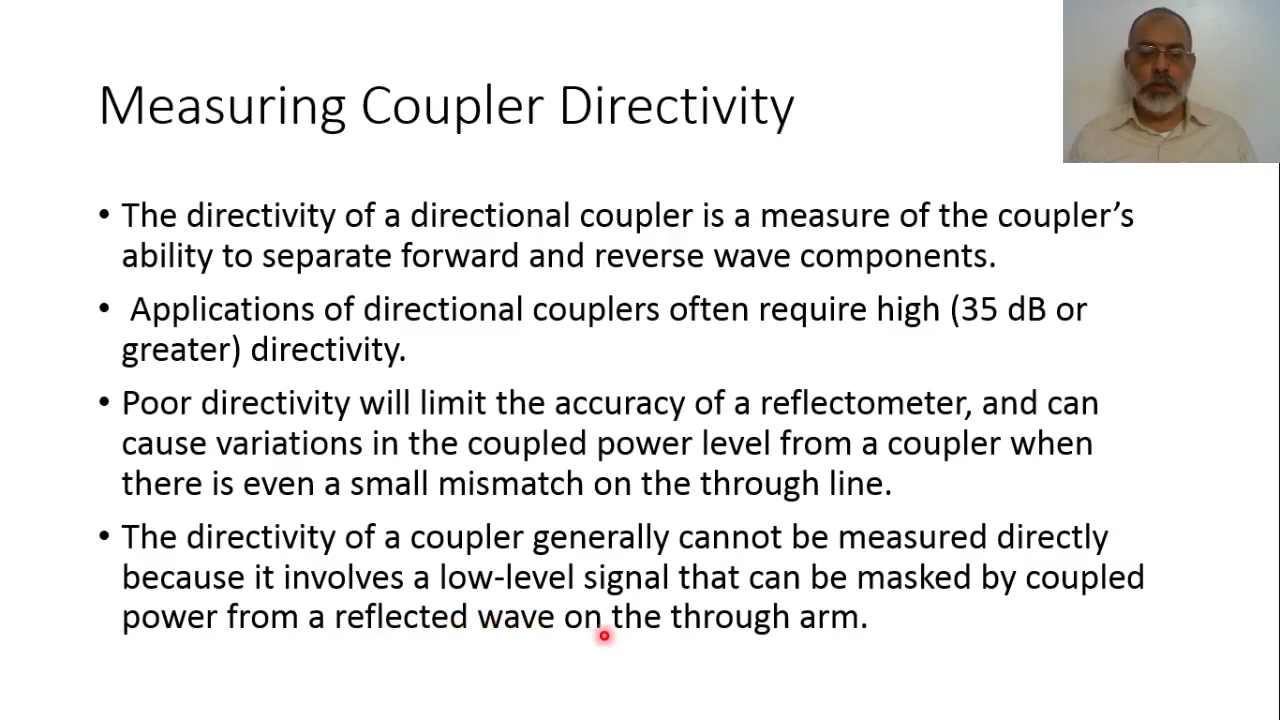 Measuring Coupler Directivity
• The directivity of a directional coupler is a measure of the coupler’s
ability to separate forward and reverse wave components.
• Applications of directional couplers often require high (35 dB or
greater) directivity.
• Poor directivity will limit the accuracy of a reflectometer, and can
cause variations in the coupled power level from a coupler when
there is even a small mismatch on the through line.
• The directivity of a coupler generally cannot be measured directly
because it involves a low-level signal that can be masked by coupled
power from a reflected wave on the through arm.